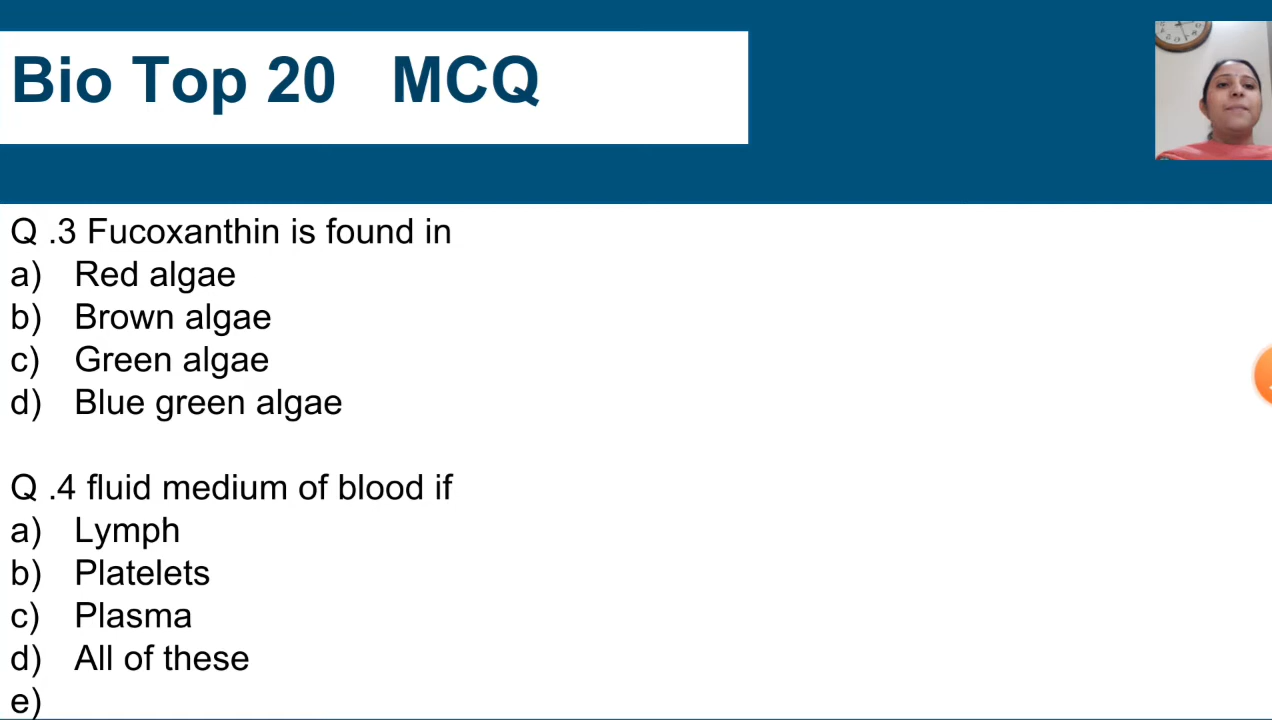 Bio Top 20 MCQ
Q .3 Fucoxanthin is found in
a) Red algae
b) Brown algae
c) Green algae
d) Blue green algae
Q .4 fluid medium of blood if
a) Lymph
b) Platelets
c) Plasma
d) All of these
e)